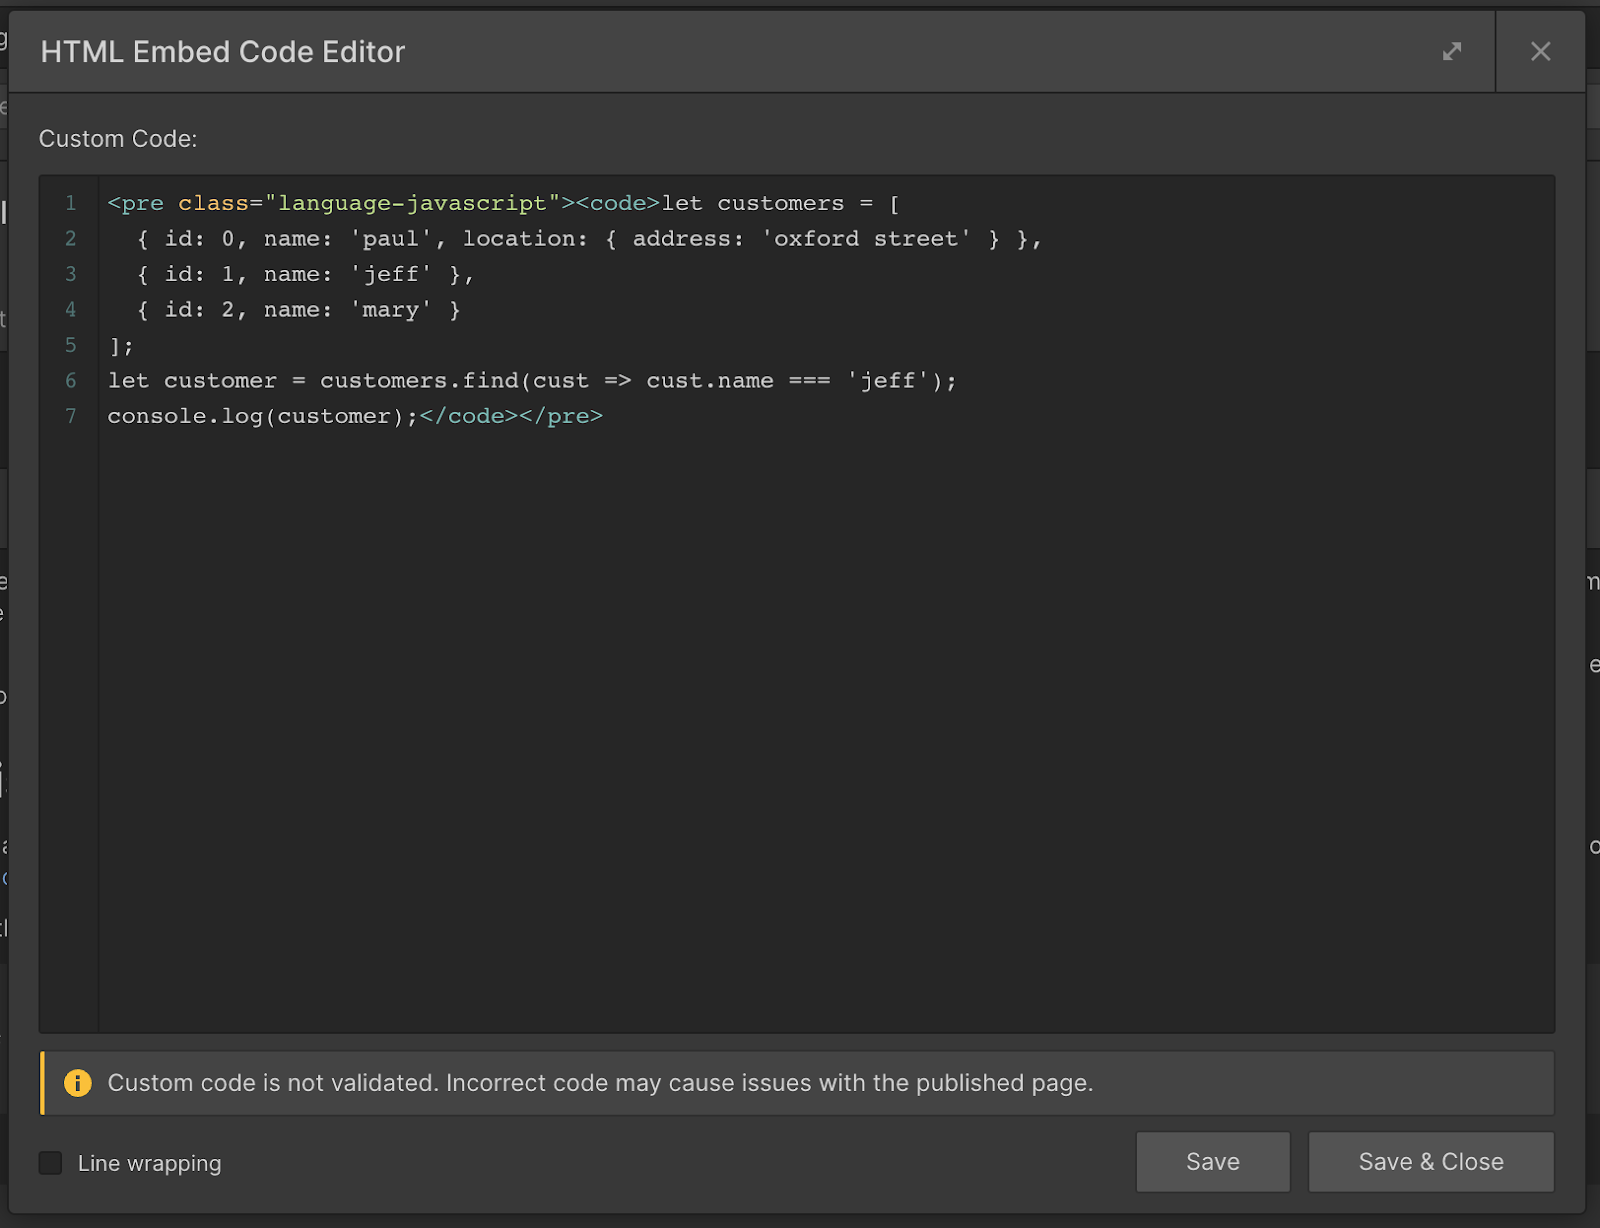 HTML Embed Code Editor
Custom Code:
1 <pre class="language-javascript"><code>let customers = [
2   { id: 0, name: 'paul', location: { address: 'oxford street' } },
3   { id: 1, name: 'jeff' },
4   { id: 2, name: 'mary' }
5 ];
6 let customer = customers.find(cust => cust.name === 'jeff');
7 console.log(customer);</code></pre>
Custom code is not validated. Incorrect code may cause issues with the published page.
Line wrapping
Save
Save & Close